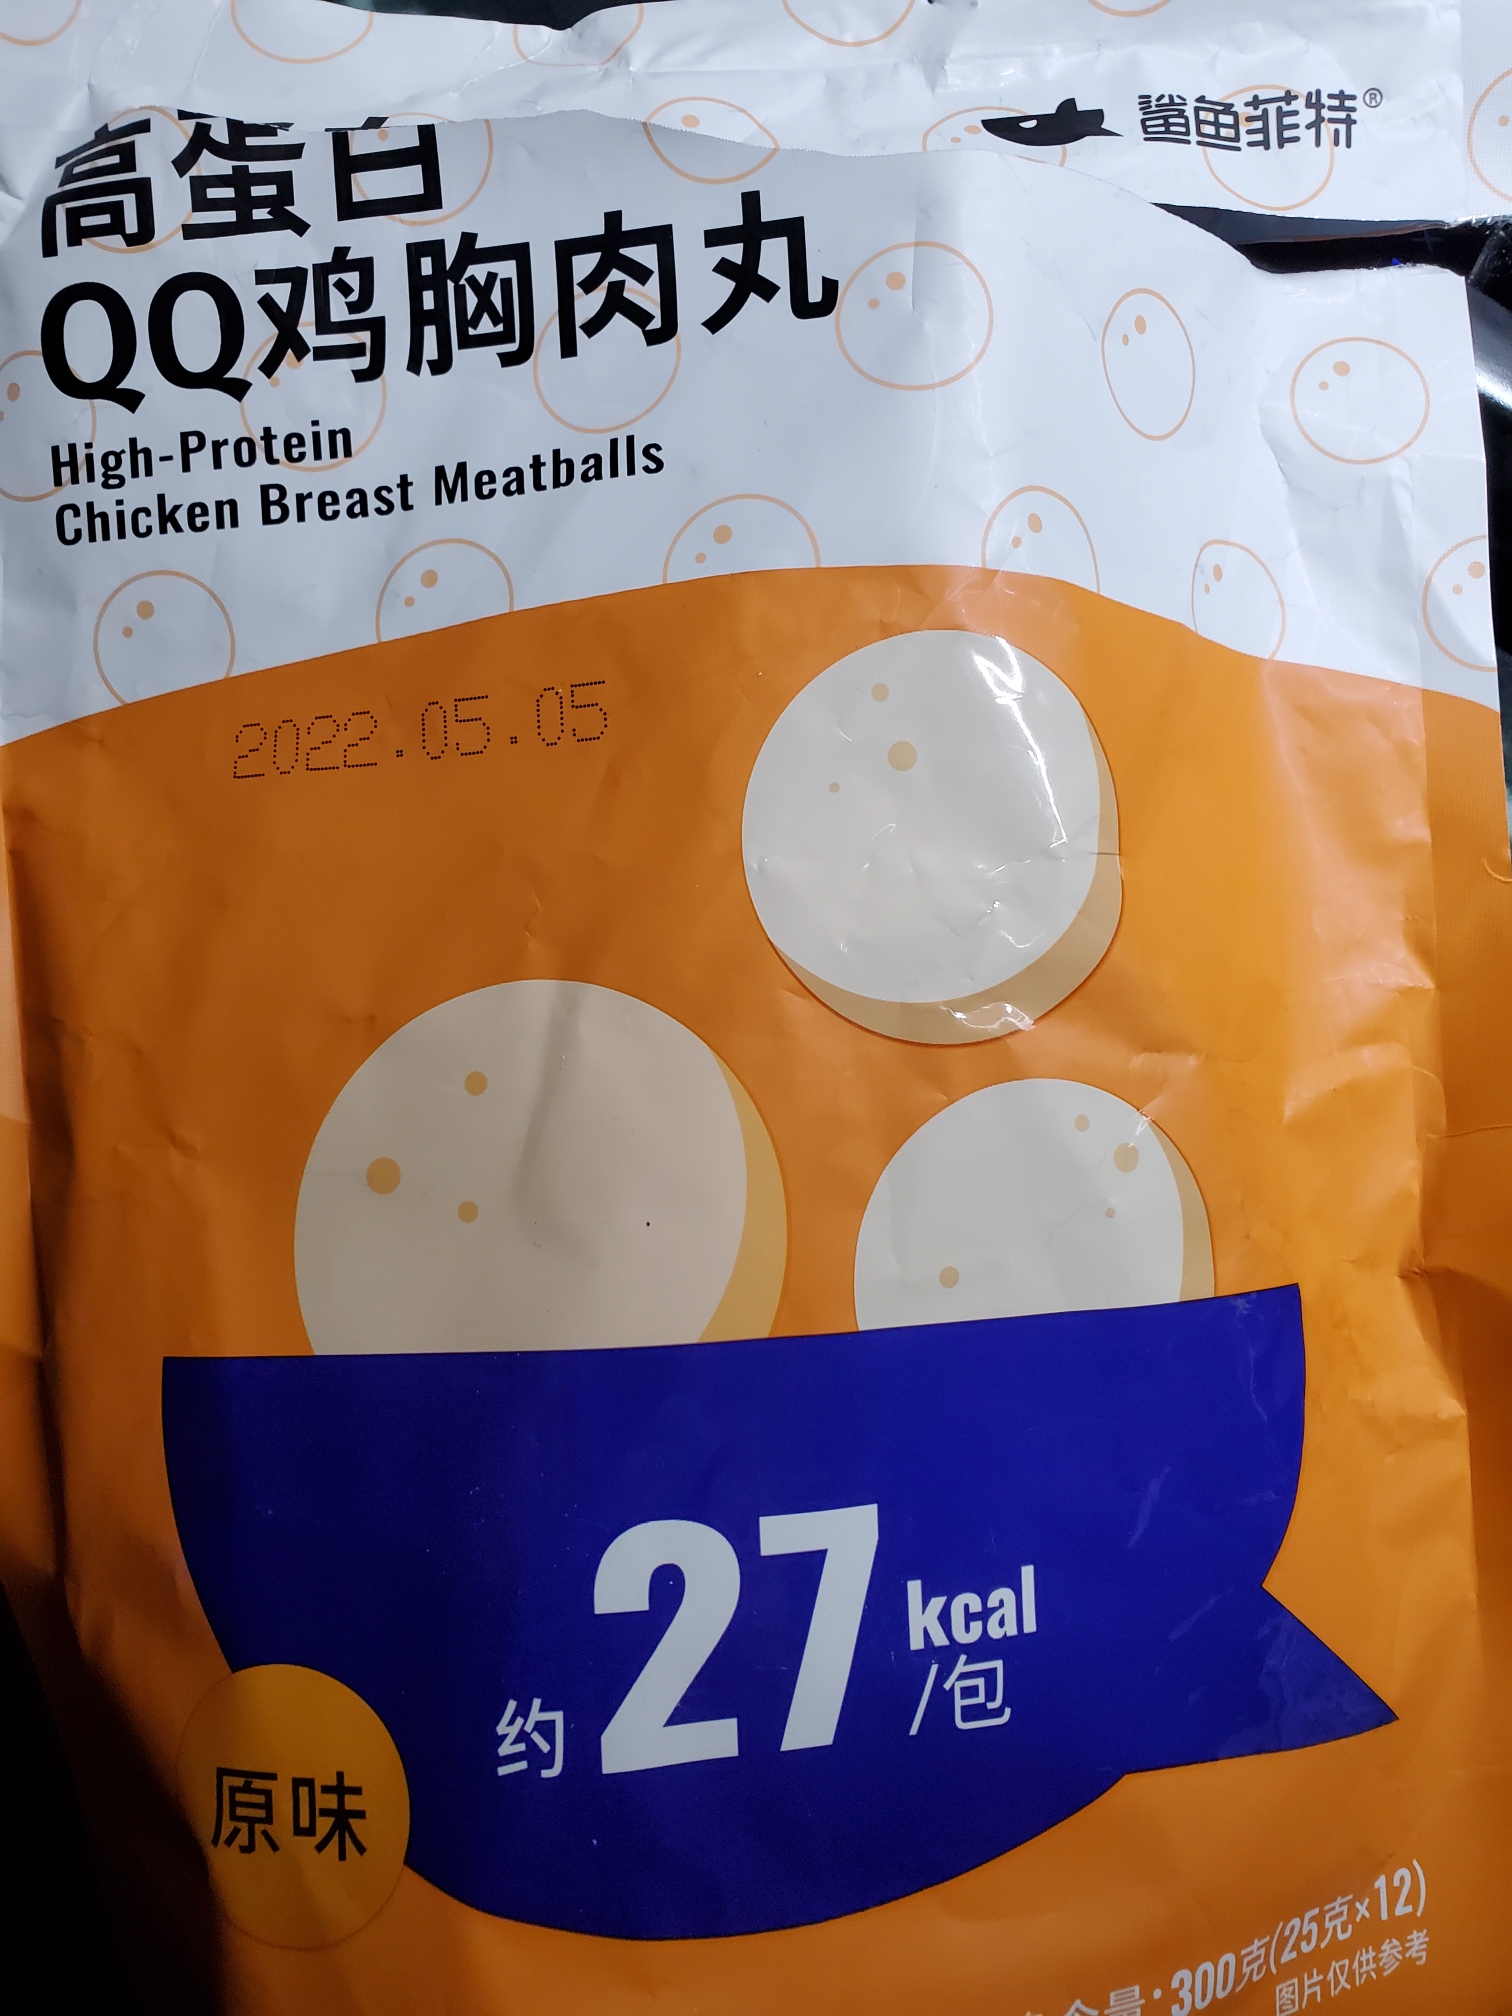 鲨鱼菲特®
高蛋白
QQ鸡胸肉丸
High-Protein
Chicken Breast Meatballs
2022.05.05
约27kcal/包
原味
量:300克(25克×12)
图片仅供参考